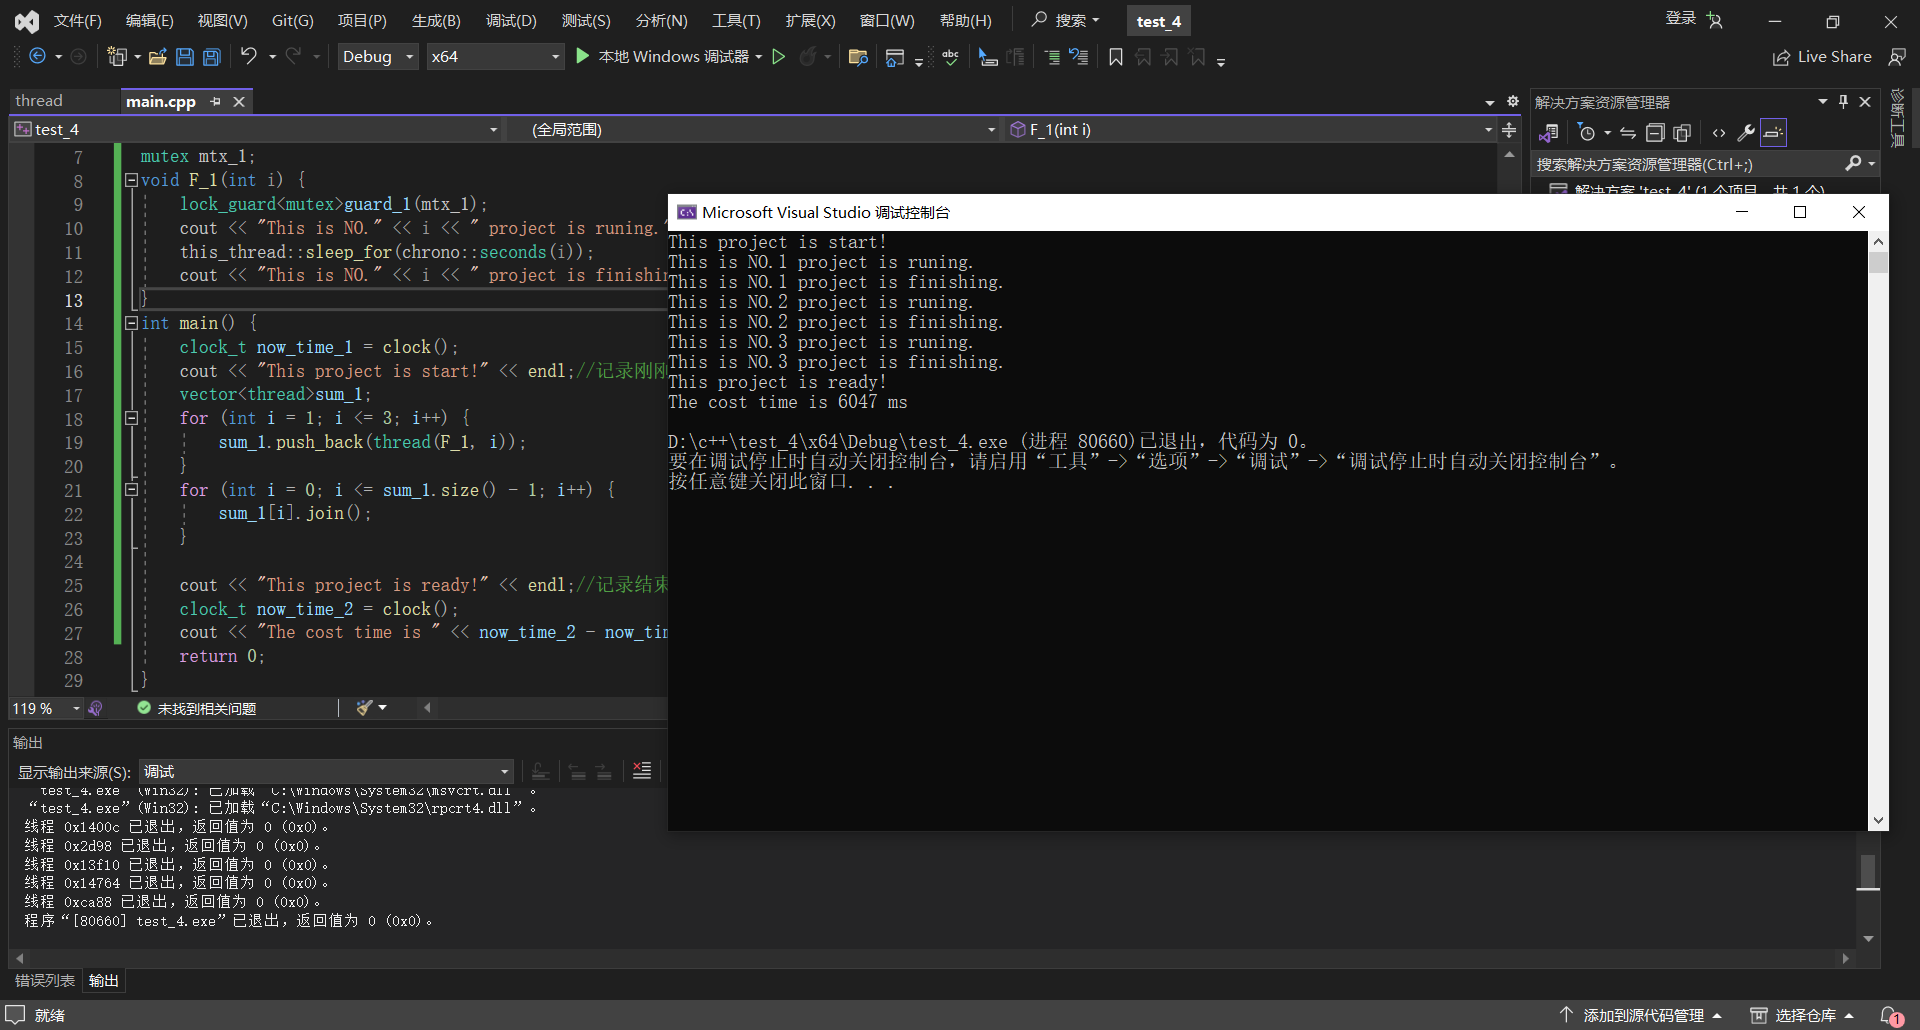 文件(F) 编辑(E) 视图(V) Git(G) 项目(P) 生成(B) 调试(D) 测试(S) 分析(N) 工具(T) 扩展(X) 窗口(W) 帮助(H) 搜索 test_4 登录
Debug x64 本地 Windows 调试器 abc Live Share
thread main.cpp
test_4 (全局范围) F_1(int i)
7 mutex mtx_1;
8 void F_1(int i) {
9 lock_guard<mutex>guard_1(mtx_1);
10 cout << "This is NO." << i << " project is runing.
11 this_thread::sleep_for(chrono::seconds(i));
12 cout << "This is NO." << i << " project is finishin
13 }
14 int main() {
15 clock_t now_time_1 = clock();
16 cout << "This project is start!" << endl;//记录刚刚
17 vector<thread>sum_1;
18 for (int i = 1; i <= 3; i++) {
19 sum_1.push_back(thread(F_1, i));
20 }
21 for (int i = 0; i <= sum_1.size() - 1; i++) {
22 sum_1[i].join();
23 }
24
25 cout << "This project is ready!" << endl;//记录结束
26 clock_t now_time_2 = clock();
27 cout << "The cost time is " << now_time_2 - now_tim
28 return 0;
29 }
119 % 未找到相关问题
解决方案资源管理器
搜索解决方案资源管理器(Ctrl+;)
解决方案 'test_4' (1 个项目，共 1 个)
诊断工具
Microsoft Visual Studio 调试控制台
This project is start!
This is NO.1 project is runing.
This is NO.1 project is finishing.
This is NO.2 project is runing.
This is NO.2 project is finishing.
This is NO.3 project is runing.
This is NO.3 project is finishing.
This project is ready!
The cost time is 6047 ms
D:\c++\test_4\x64\Debug\test_4.exe (进程 80660)已退出，代码为 0。
要在调试停止时自动关闭控制台，请启用“工具”->“选项”->“调试”->“调试停止时自动关闭控制台”。
按任意键关闭此窗口. . .
输出
显示输出来源(S): 调试
test_4.exe”(Win32): 已加载“C:\Windows\System32\msvcrt.dll”。
“test_4.exe”(Win32): 已加载“C:\Windows\System32\rpcrt4.dll”。
线程 0x1400c 已退出，返回值为 0 (0x0)。
线程 0x2d98 已退出，返回值为 0 (0x0)。
线程 0x13f10 已退出，返回值为 0 (0x0)。
线程 0x14764 已退出，返回值为 0 (0x0)。
线程 0xca88 已退出，返回值为 0 (0x0)。
程序“[80660] test_4.exe”已退出，返回值为 0 (0x0)。
错误列表 输出
就绪 添加到源代码管理 选择仓库 1